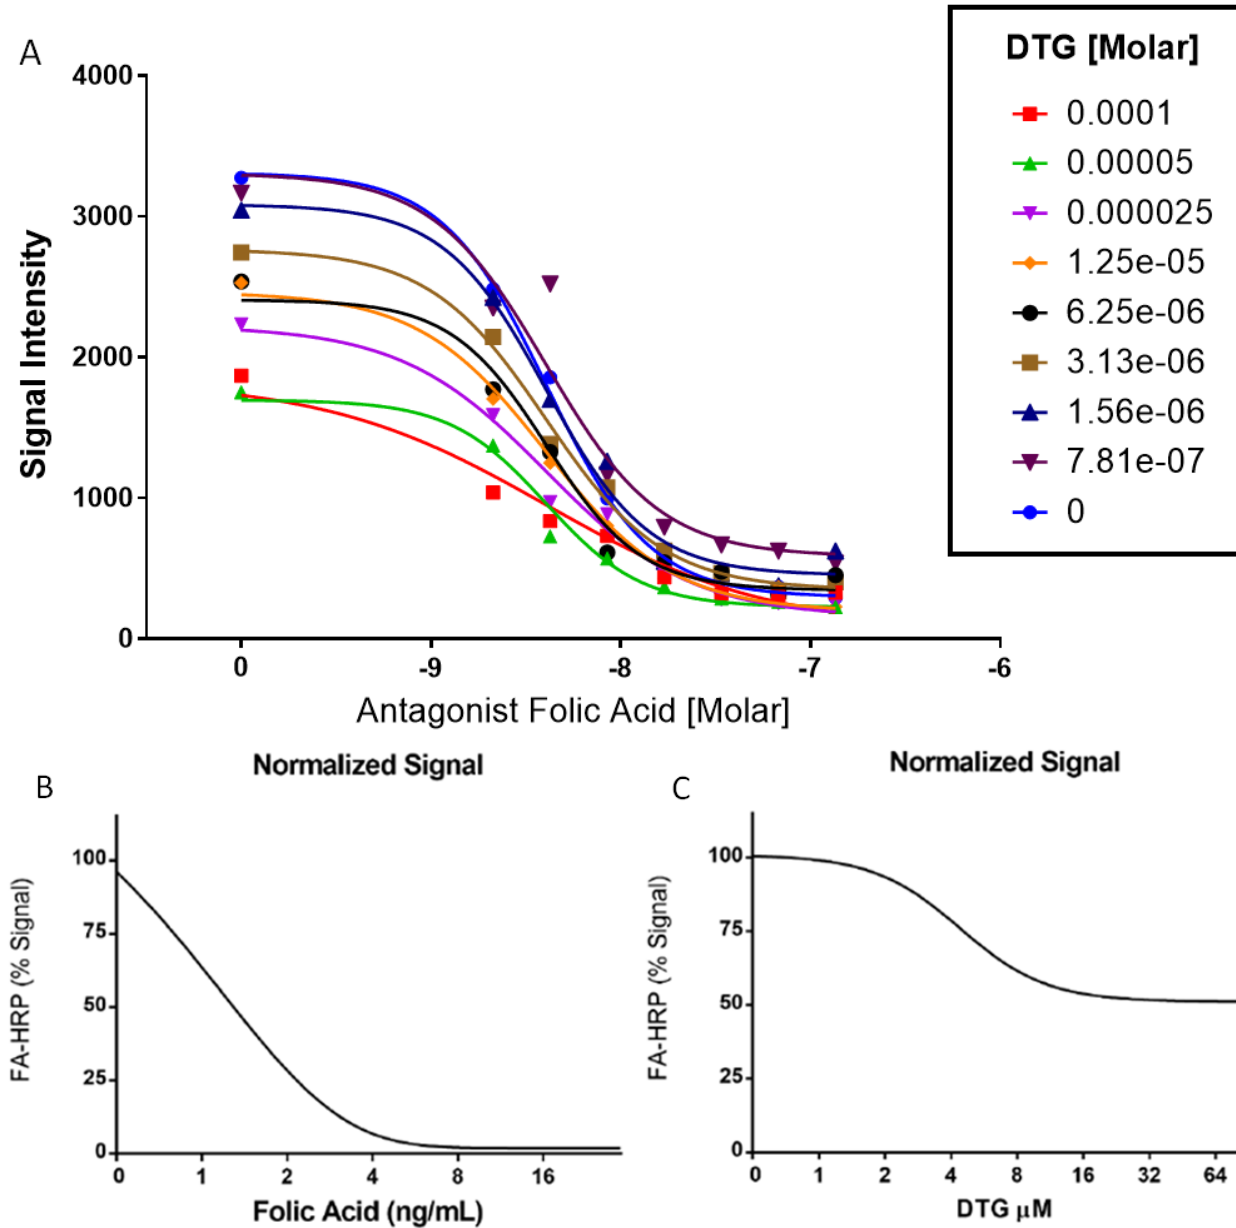 A
4000
3000
2000
1000
0
Signal Intensity
0 -9 -8 -7 -6
Antagonist Folic Acid [Molar]
DTG [Molar]
0.0001
0.00005
0.000025
1.25e-05
6.25e-06
3.13e-06
1.56e-06
7.81e-07
0
Normalized Signal
B
100
75
50
25
0
FA-HRP (% Signal)
0 1 2 4 8 16
Folic Acid (ng/mL)
Normalized Signal
C
100
75
50
25
0
FA-HRP (% Signal)
0 1 2 4 8 16 32 64
DTG μM